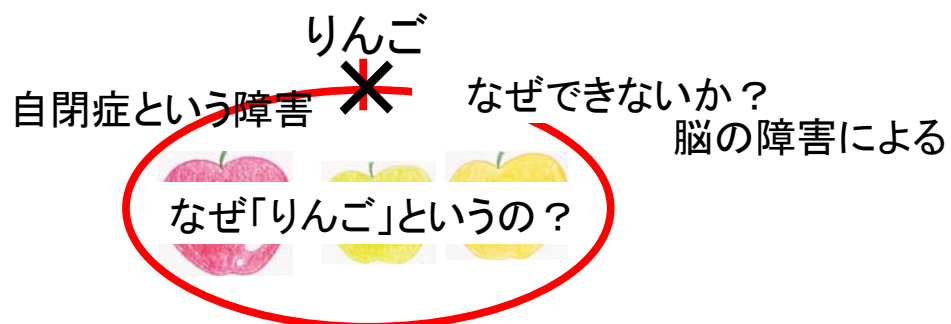 りんご
自閉症という障害
なぜできないか？
脳の障害による
なぜ「りんご」というの？